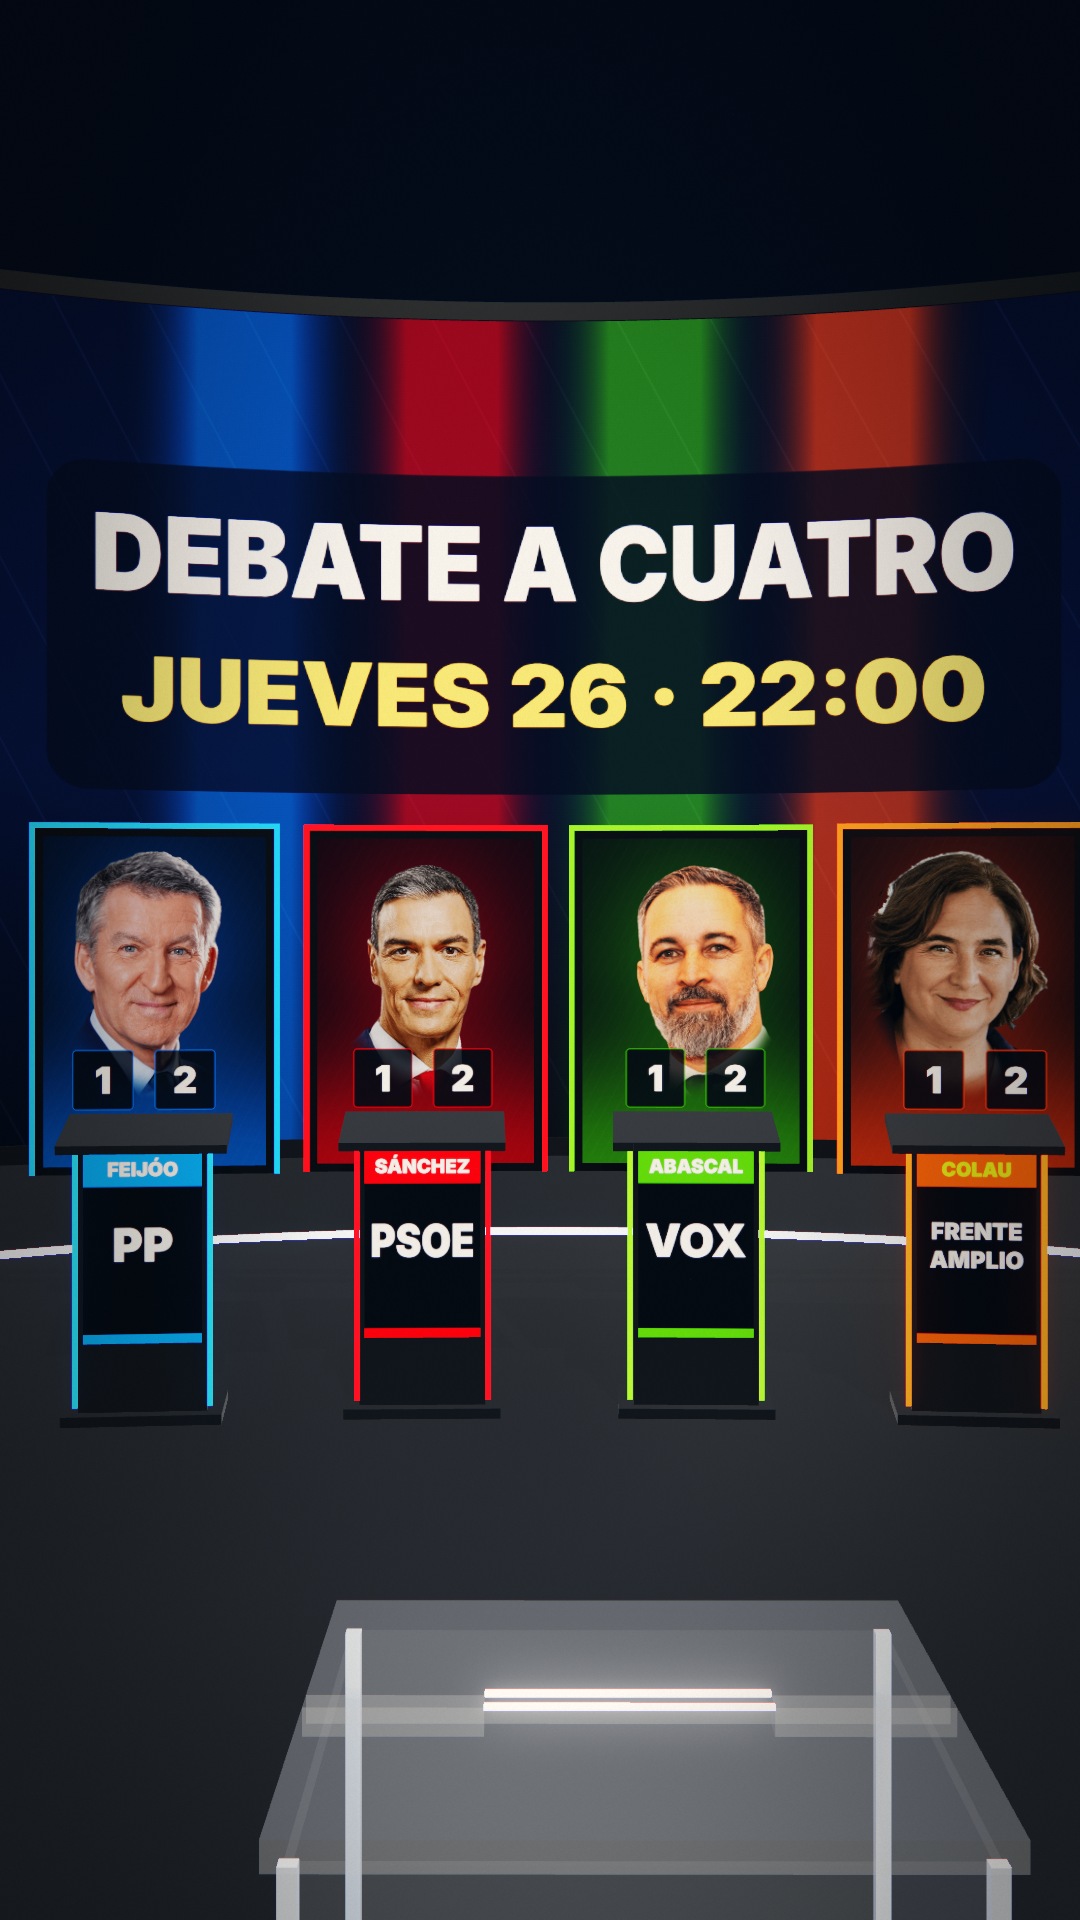 DEBATE A CUATRO
JUEVES 26 · 22:00
1 2
1 2
1 2
1 2
FEIJÓO
PP
SÁNCHEZ
PSOE
ABASCAL
VOX
COLAU
FRENTE
AMPLIO